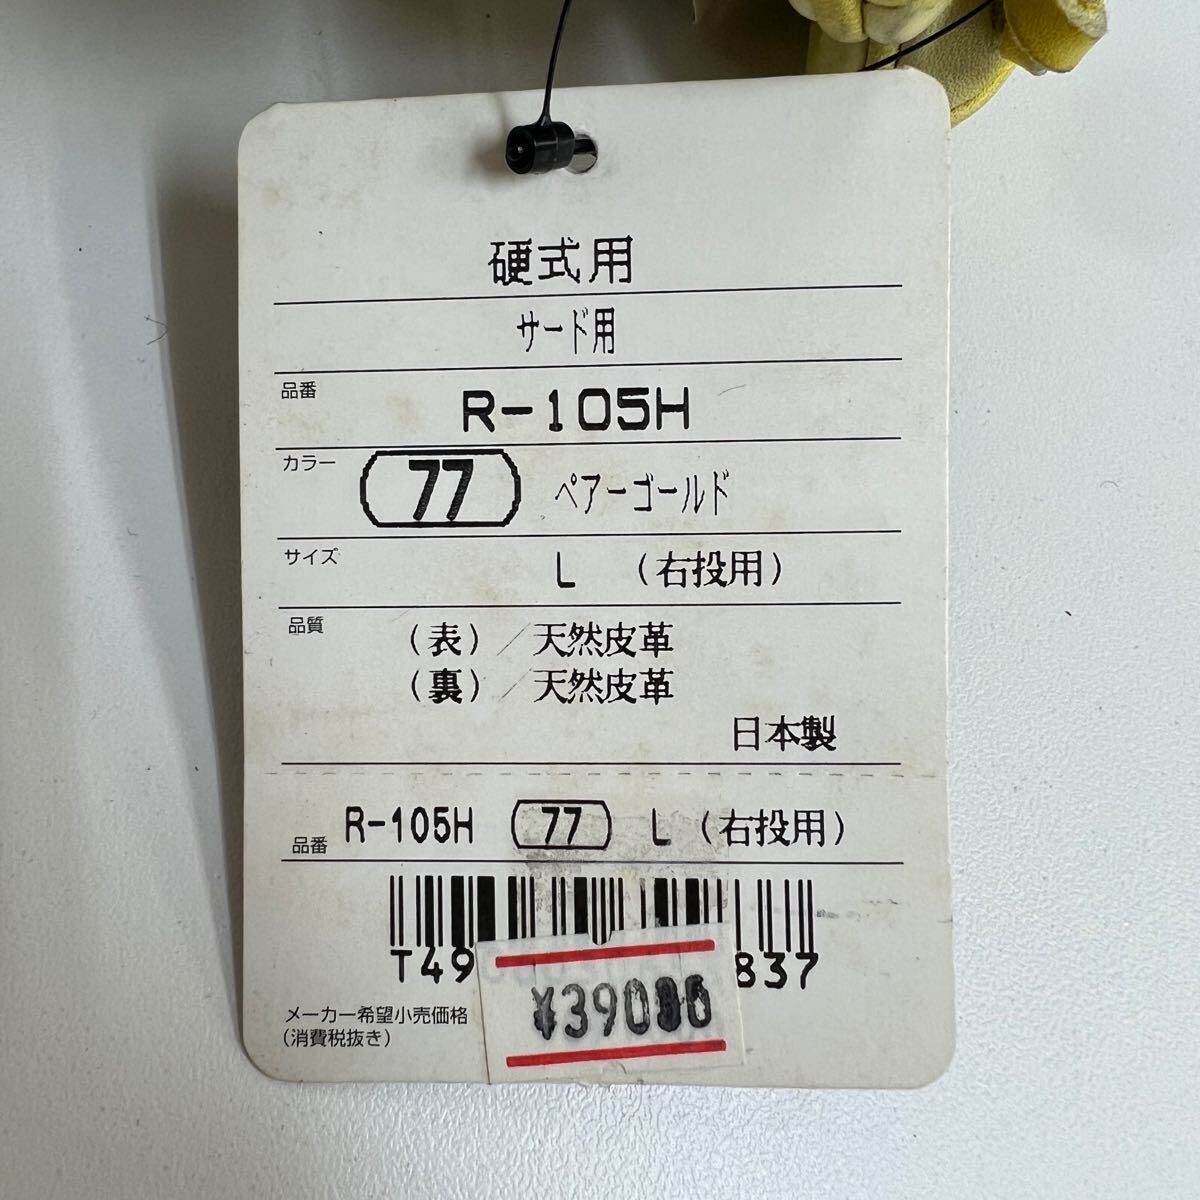 硬式用
サード用
品番 R-105H
カラー 77 ペアーゴールド
サイズ L (右投用)
品質 (表)/天然皮革
(裏)/天然皮革
日本製
品番 R-105H 77 L (右投用)
T49 837
メーカー希望小売価格
(消費税抜き)